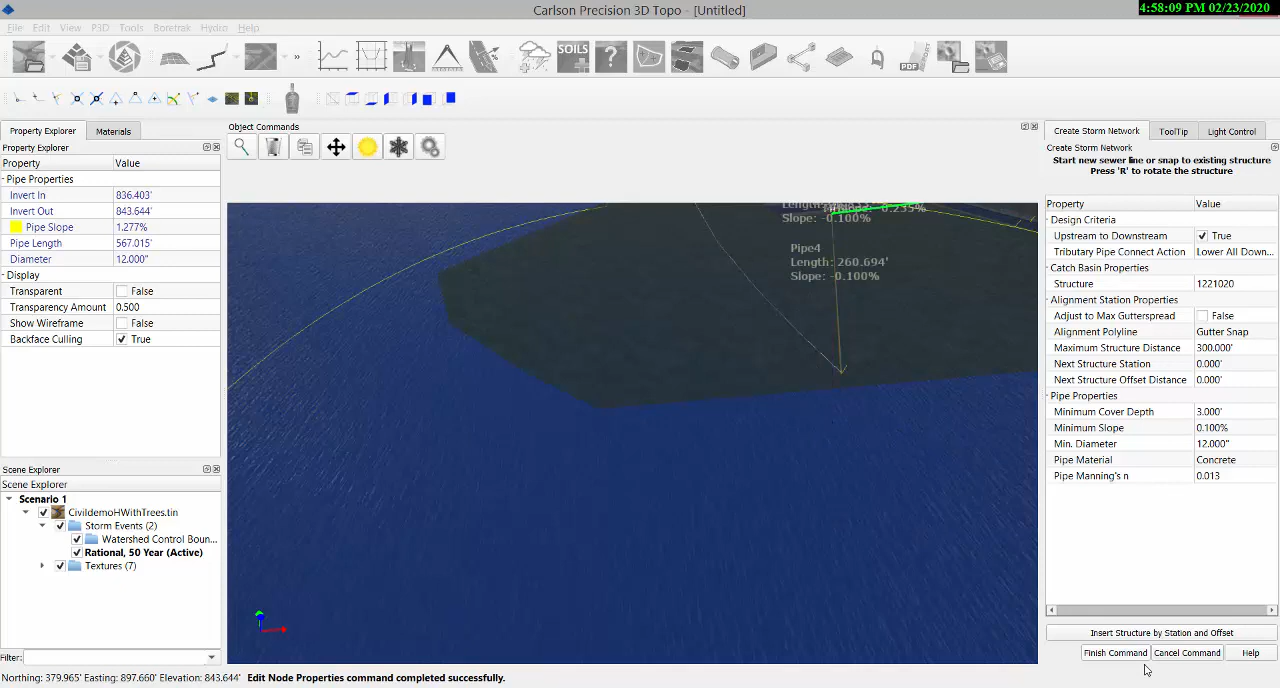 Carlson Precision 3D Topo - [Untitled]
4:58:09 PM 02/23/2020
File Edit View P3D Tools Boretrak Hydro Help
SOILS
?
PDF
Property Explorer Materials
Property Explorer
Property Value
Pipe Properties
Invert In 836.403'
Invert Out 843.644'
Pipe Slope 1.277%
Pipe Length 567.015'
Diameter 12.000"
Display
Transparent False
Transparency Amount 0.500
Show Wireframe False
Backface Culling True
Scene Explorer
Scene Explorer
Scenario 1
CivildemoHWithTrees.tin
Storm Events (2)
Watershed Control Boun...
Rational, 50 Year (Active)
Textures (7)
Filter:
Object Commands
Slope: -0.100%
Pipe4
Length: 260.694'
Slope: -0.100%
Create Storm Network ToolTip Light Control
Create Storm Network
Start new sewer line or snap to existing structure
Press 'R' to rotate the structure
Property Value
Design Criteria
Upstream to Downstream True
Tributary Pipe Connect Action Lower All Down...
Catch Basin Properties
Structure 1221020
Alignment Station Properties
Adjust to Max Gutterspread False
Alignment Polyline Gutter Snap
Maximum Structure Distance 300.000'
Next Structure Station 0.000'
Next Structure Offset Distance 0.000'
Pipe Properties
Minimum Cover Depth 3.000'
Minimum Slope 0.100%
Min. Diameter 12.000"
Pipe Material Concrete
Pipe Manning's n 0.013
Insert Structure by Station and Offset
Finish Command Cancel Command Help
Northing: 379.965' Easting: 897.660' Elevation: 843.644' Edit Node Properties command completed successfully.